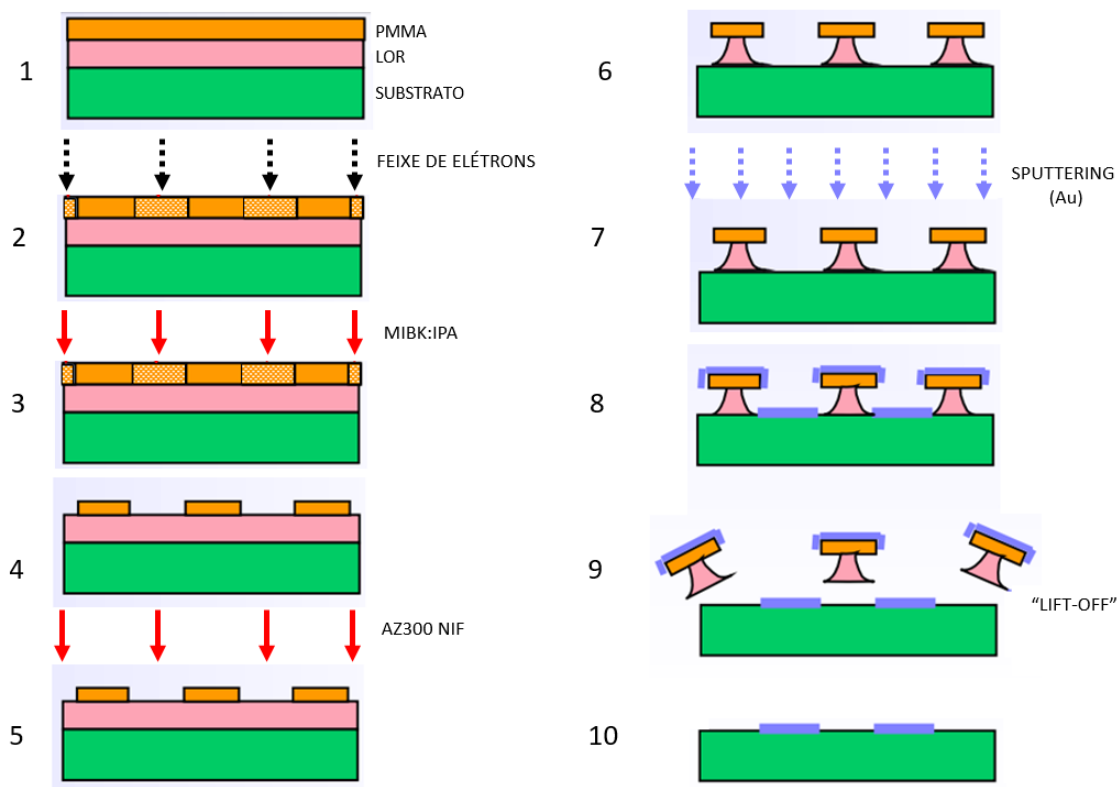 1
PMMA
LOR
SUBSTRATO
FEIXE DE ELÉTRONS
2
MIBK:IPA
3
4
AZ300 NIF
5
6
SPUTTERING
(Au)
7
8
9
“LIFT-OFF”
10